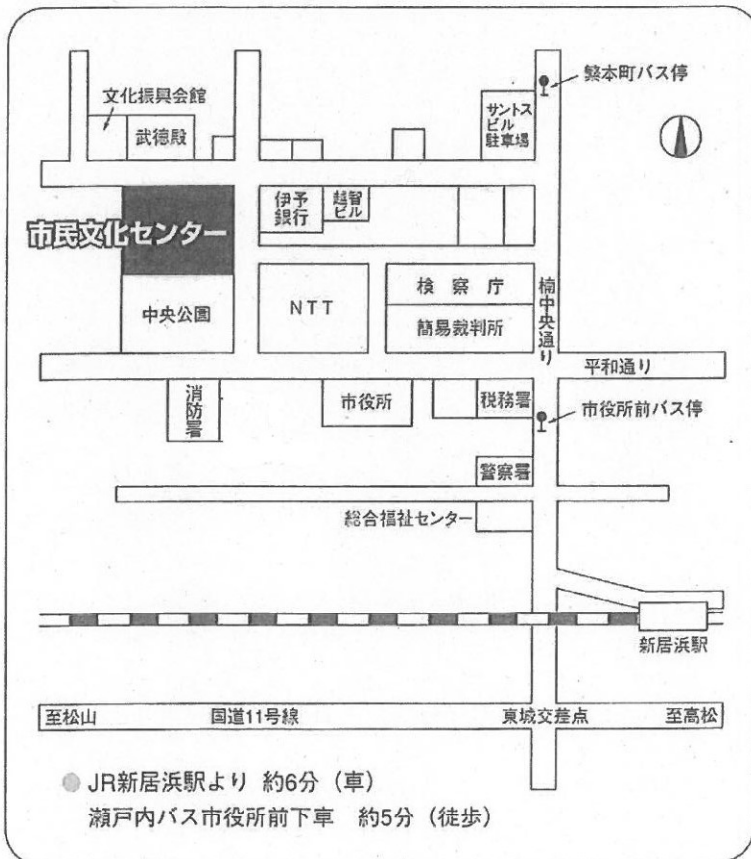 繁本町バス停
文化振興会館
武徳殿
サントス
ビル
駐車場
伊予
銀行
越智
ビル
市民文化センター
検察庁
中央公園
NTT
簡易裁判所
楠中央通り
平和通り
消防署
市役所
税務署
市役所前バス停
警察署
総合福祉センター
新居浜駅
至松山
国道11号線
東城交差点
至高松
JR新居浜駅より 約6分（車）
瀬戸内バス市役所前下車 約5分（徒歩）